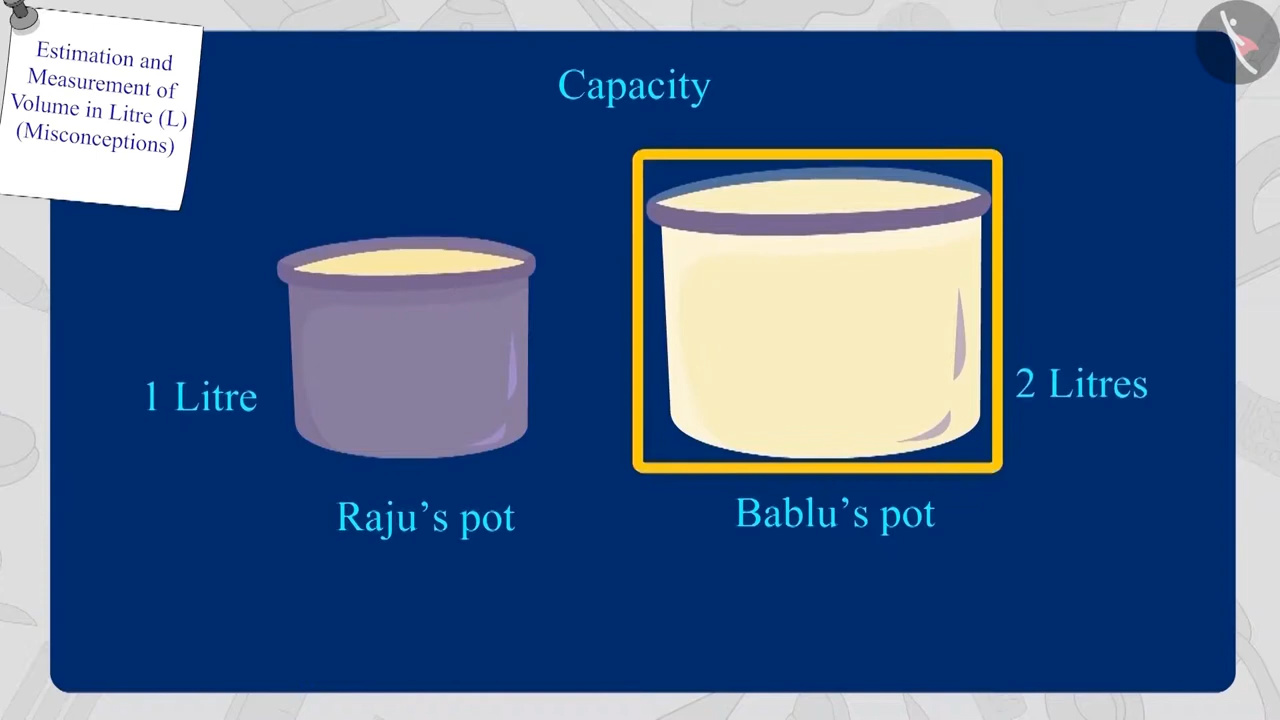 Estimation and
Measurement of
Volume in Litre (L)
(Misconceptions)
Capacity
1 Litre
2 Litres
Raju’s pot
Bablu’s pot